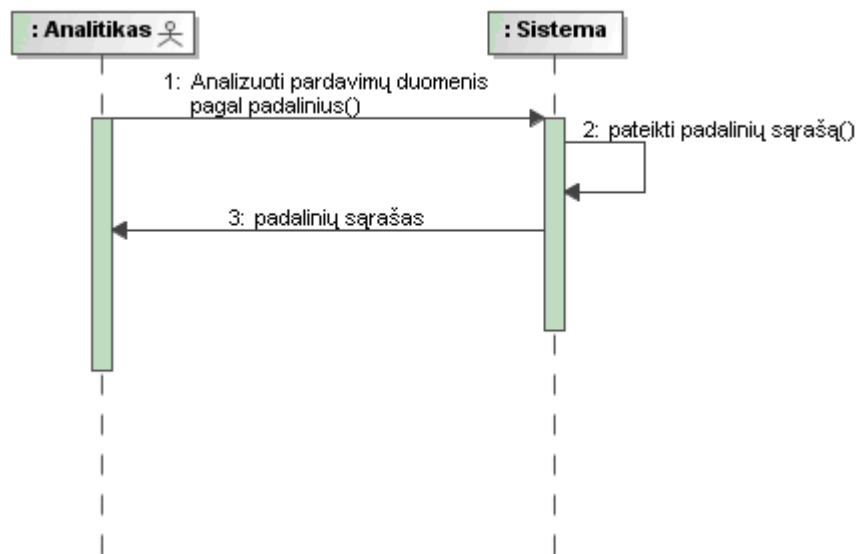 : Analitikas
: Sistema
1: Analizuoti pardavimų duomenis
pagal padalinius()
2: pateikti padalinių sąrašą()
3: padalinių sąrašas